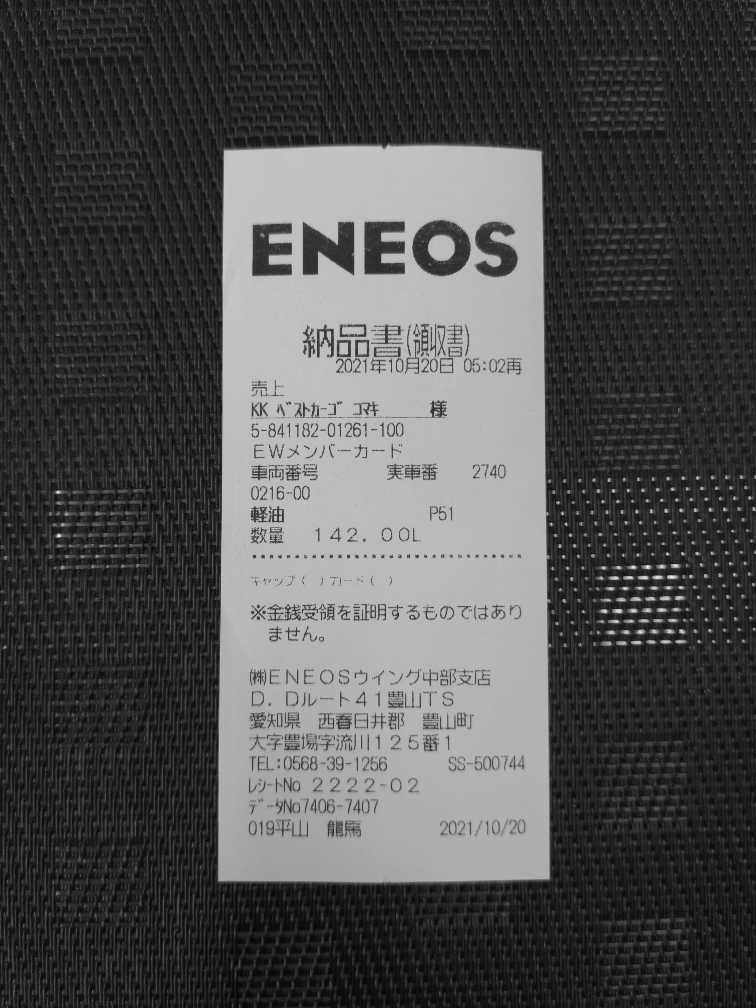 ENEOS
納品書(領収書)
2021年10月20日 05:02再
売上
KK ベストカーゴ コマキ 様
5-841182-01261-100
EWメンバーカード
車両番号 実車番 2740
0216-00
軽油 P51
数量 142.00L
キャップ( ) カード( )
※金銭受領を証明するものではあり
ません。
㈱ENEOSウイング中部支店
D.Dルート41豊山TS
愛知県 西春日井郡 豊山町
大字豊場字流川125番1
TEL:0568-39-1256 SS-500744
レシートNo 2222-02
データNo7406-7407
019平山 龍馬 2021/10/20